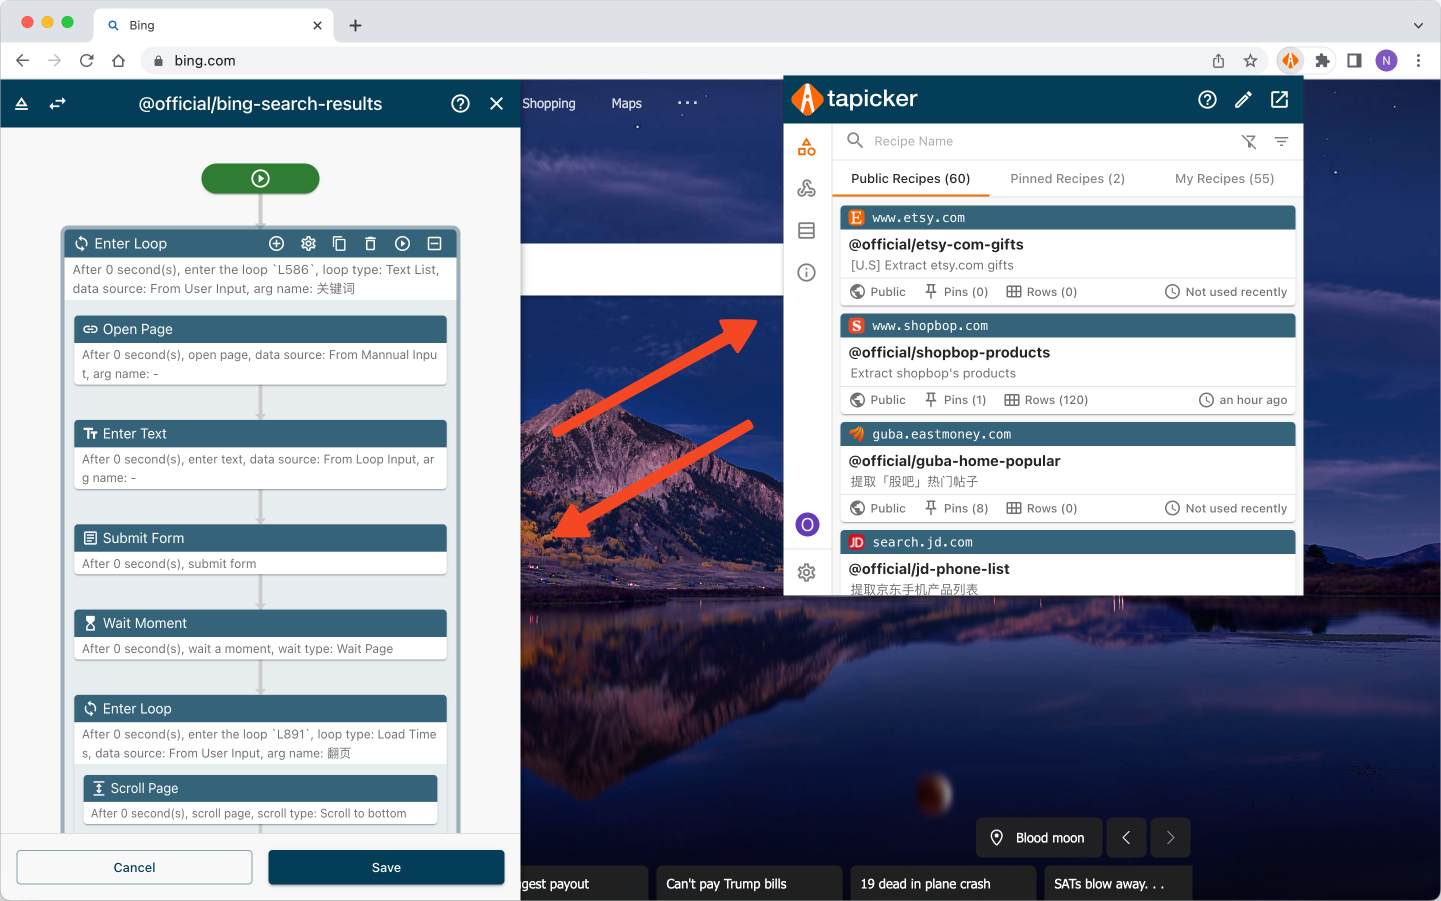 Bing
bing.com
N
@official/bing-search-results
Enter Loop
After 0 second(s), enter the loop `L586`, loop type: Text List,
data source: From User Input, arg name: 关键词
Open Page
After 0 second(s), open page, data source: From Mannual Inpu
t, arg name: -
Enter Text
After 0 second(s), enter text, data source: From Loop Input, ar
g name: -
Submit Form
After 0 second(s), submit form
Wait Moment
After 0 second(s), wait a moment, wait type: Wait Page
Enter Loop
After 0 second(s), enter the loop `L891`, loop type: Load Time
s, data source: From User Input, arg name: 翻页
Scroll Page
After 0 second(s), scroll page, scroll type: Scroll to bottom
Cancel
Save
Shopping
Maps
tapicker
Recipe Name
Public Recipes (60)
Pinned Recipes (2)
My Recipes (55)
E www.etsy.com
@official/etsy-com-gifts
[U.S] Extract etsy.com gifts
Public
Pins (0)
Rows (0)
Not used recently
S www.shopbop.com
@official/shopbop-products
Extract shopbop's products
Public
Pins (1)
Rows (120)
an hour ago
guba.eastmoney.com
@official/guba-home-popular
提取「股吧」热门帖子
Public
Pins (8)
Rows (0)
Not used recently
JD search.jd.com
@official/jd-phone-list
提取京东手机产品列表
O
Blood moon
gest payout
Can't pay Trump bills
19 dead in plane crash
SATs blow away. . .